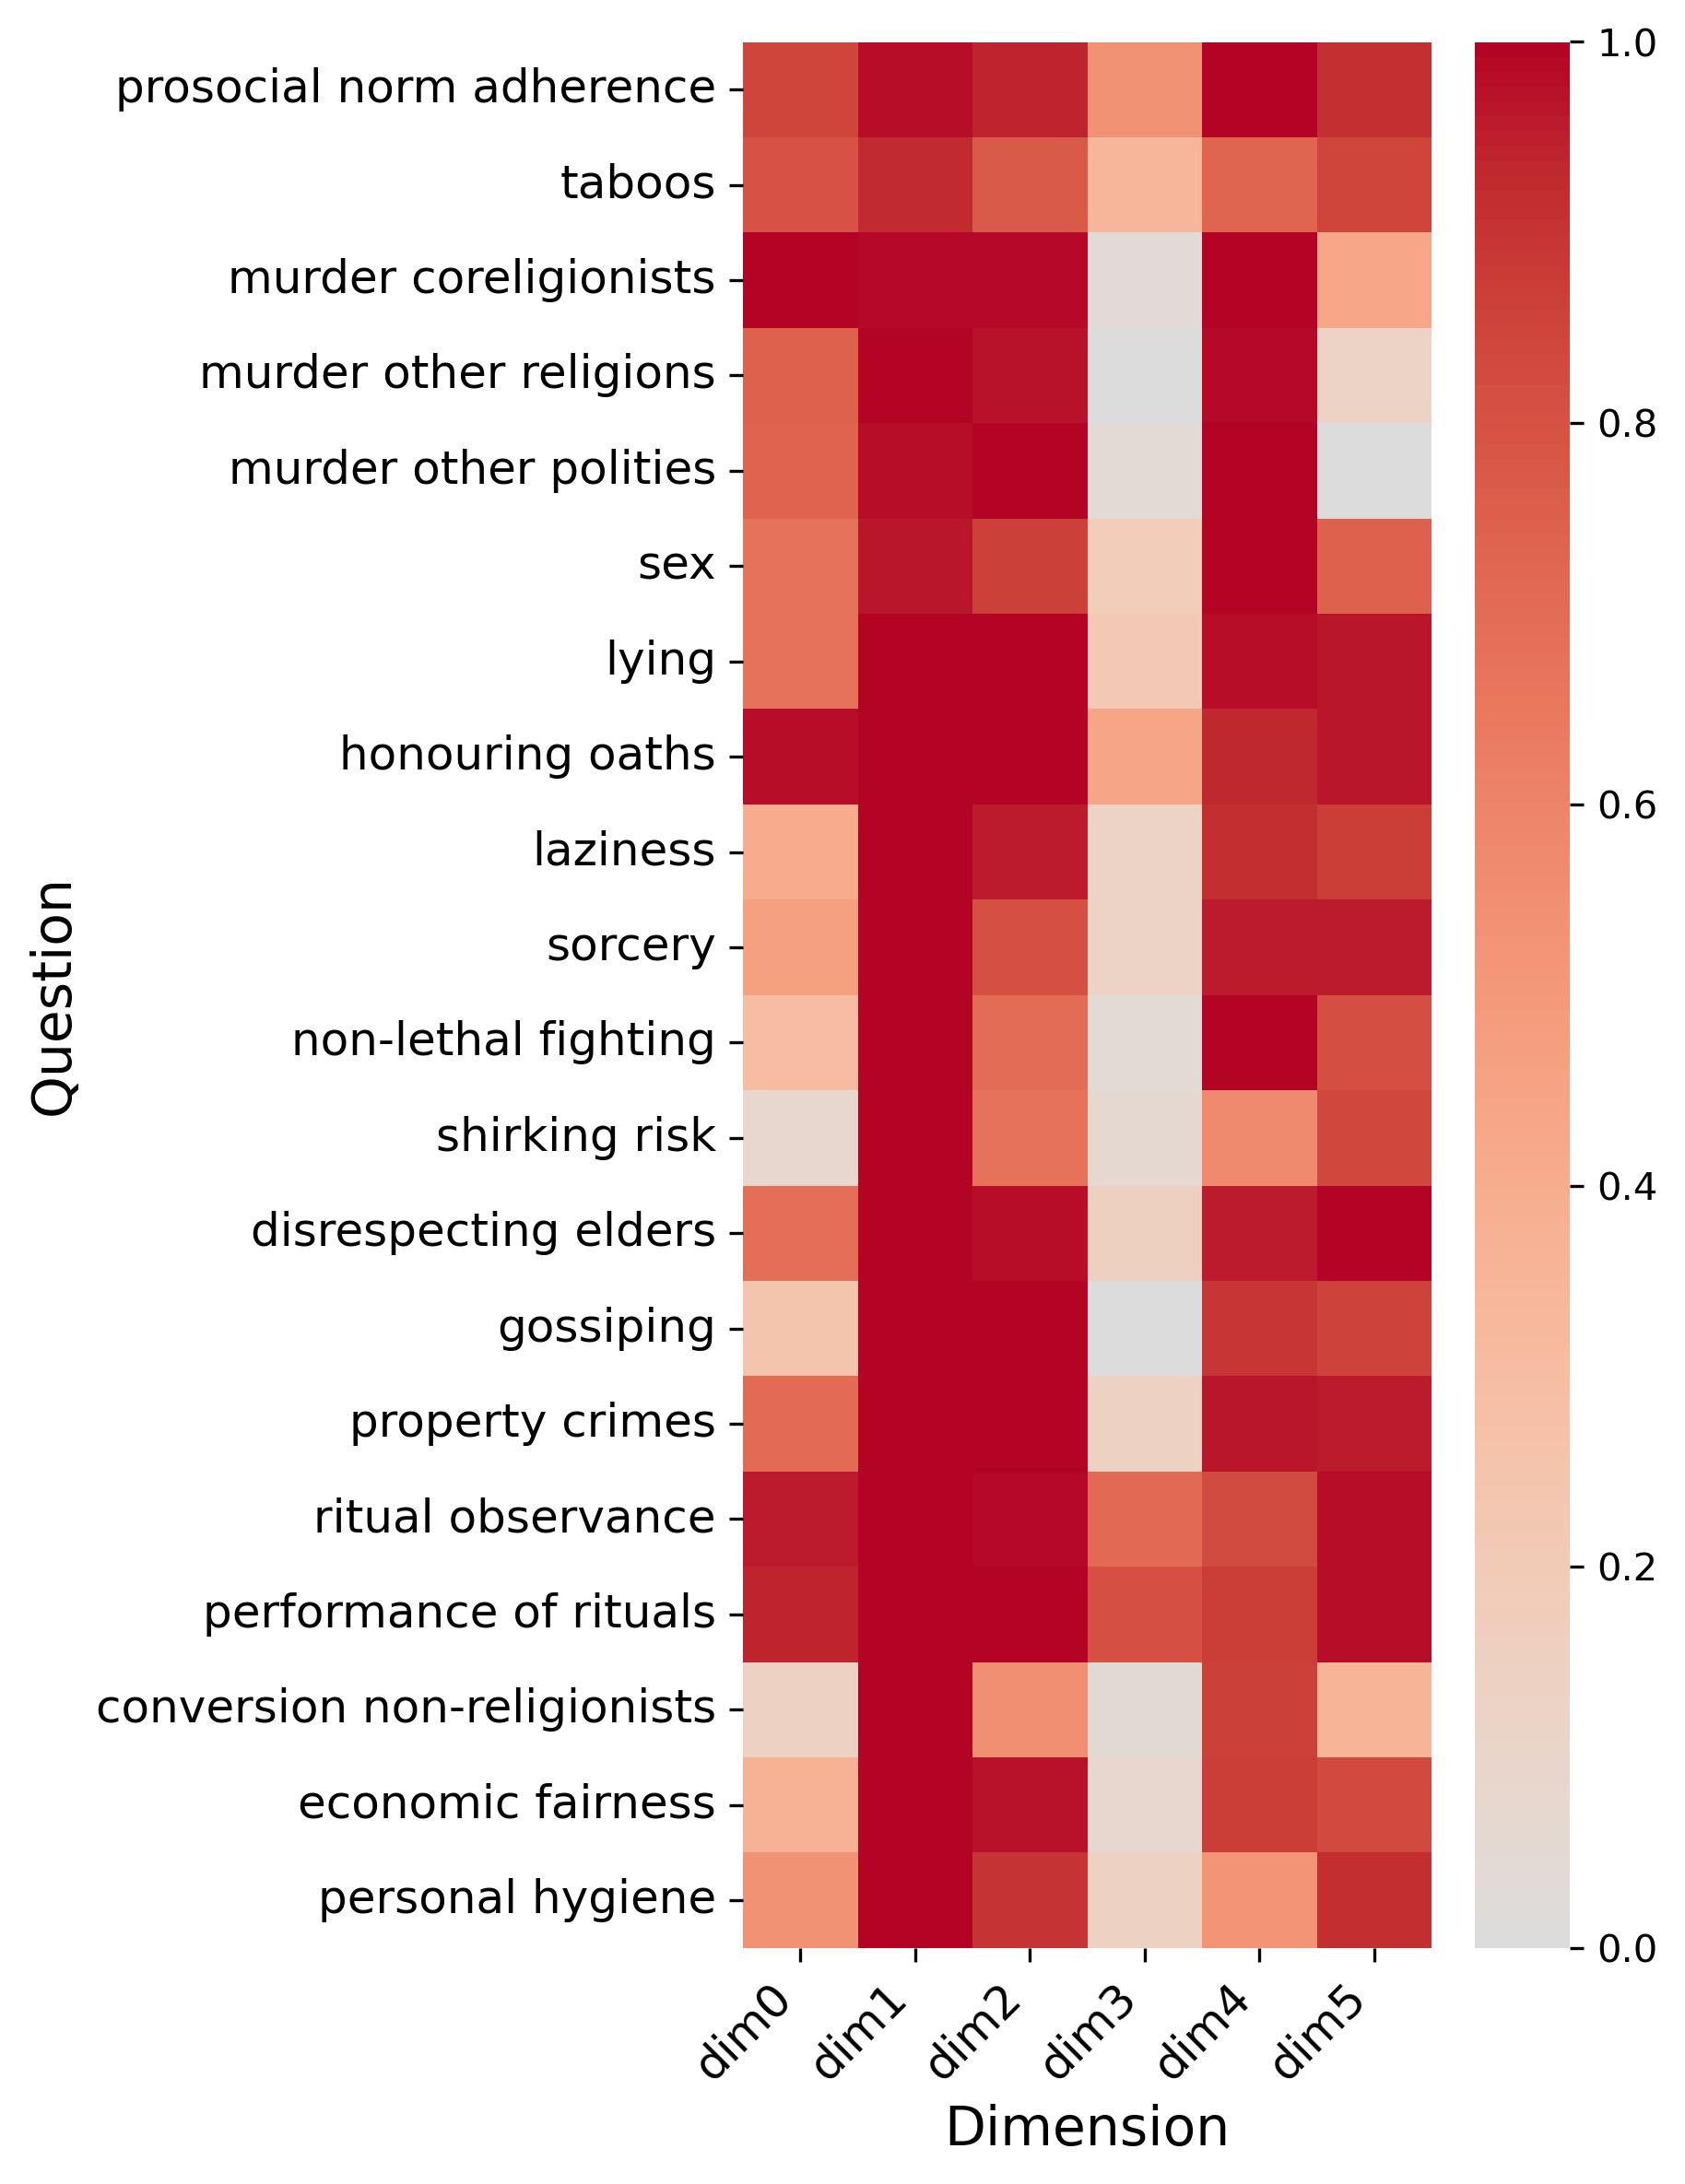 prosocial norm adherence
taboos
murder coreligionists
murder other religions
murder other polities
sex
lying
honouring oaths
laziness
sorcery
non-lethal fighting
shirking risk
disrespecting elders
gossiping
property crimes
ritual observance
performance of rituals
conversion non-religionists
economic fairness
personal hygiene
Question
dim0
dim1
dim2
dim3
dim4
dim5
Dimension
1.0
0.8
0.6
0.4
0.2
0.0